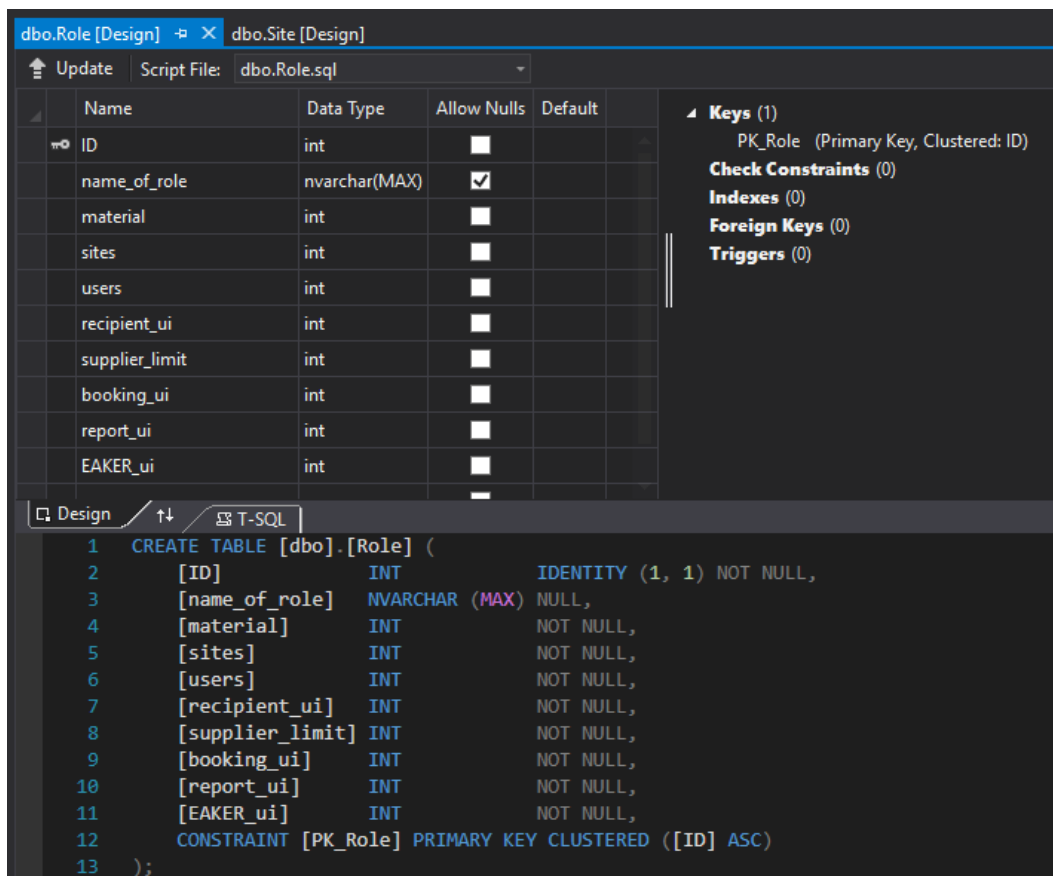 dbo.Role [Design] dbo.Site [Design]
Update Script File: dbo.Role.sql
Name Data Type Allow Nulls Default
ID int
name_of_role nvarchar(MAX)
material int
sites int
users int
recipient_ui int
supplier_limit int
booking_ui int
report_ui int
EAKER_ui int
Keys (1)
PK_Role (Primary Key, Clustered: ID)
Check Constraints (0)
Indexes (0)
Foreign Keys (0)
Triggers (0)
Design T-SQL
1 CREATE TABLE [dbo].[Role] (
2 [ID] INT IDENTITY (1, 1) NOT NULL,
3 [name_of_role] NVARCHAR (MAX) NULL,
4 [material] INT NOT NULL,
5 [sites] INT NOT NULL,
6 [users] INT NOT NULL,
7 [recipient_ui] INT NOT NULL,
8 [supplier_limit] INT NOT NULL,
9 [booking_ui] INT NOT NULL,
10 [report_ui] INT NOT NULL,
11 [EAKER_ui] INT NOT NULL,
12 CONSTRAINT [PK_Role] PRIMARY KEY CLUSTERED ([ID] ASC)
13 );